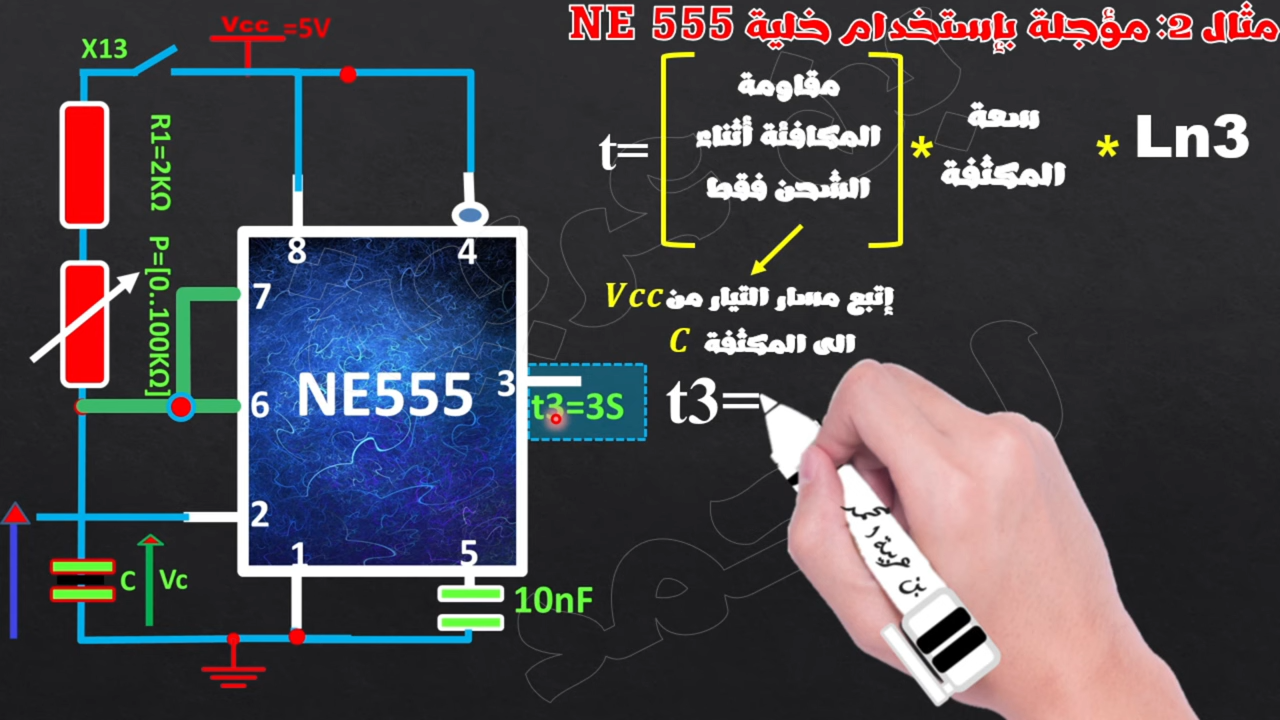 مثال 2: مؤجلة بإستخدام خلية NE 555
X13
Vcc =5V
t=
مقاومة
المكافئة أثناء
الشحن فقط
*
سعة
المكثفة
*
Ln3
R1=2KΩ
P=[0..100KΩ]
8
4
7
6
NE555
3
2
1
5
إتبع مسار التيار من Vcc
الى المكثفة C
t3=3S
t3=
C
Vc
10nF